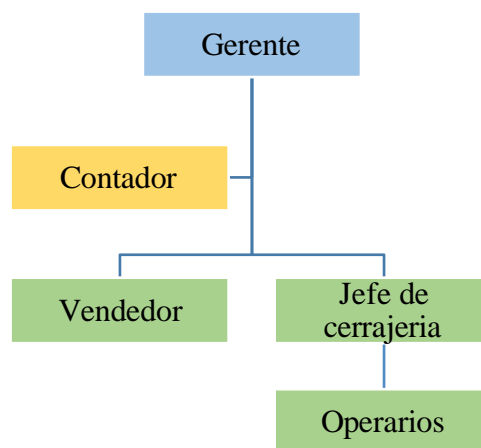 Gerente
Contador
Vendedor
Jefe de
cerrajeria
Operarios